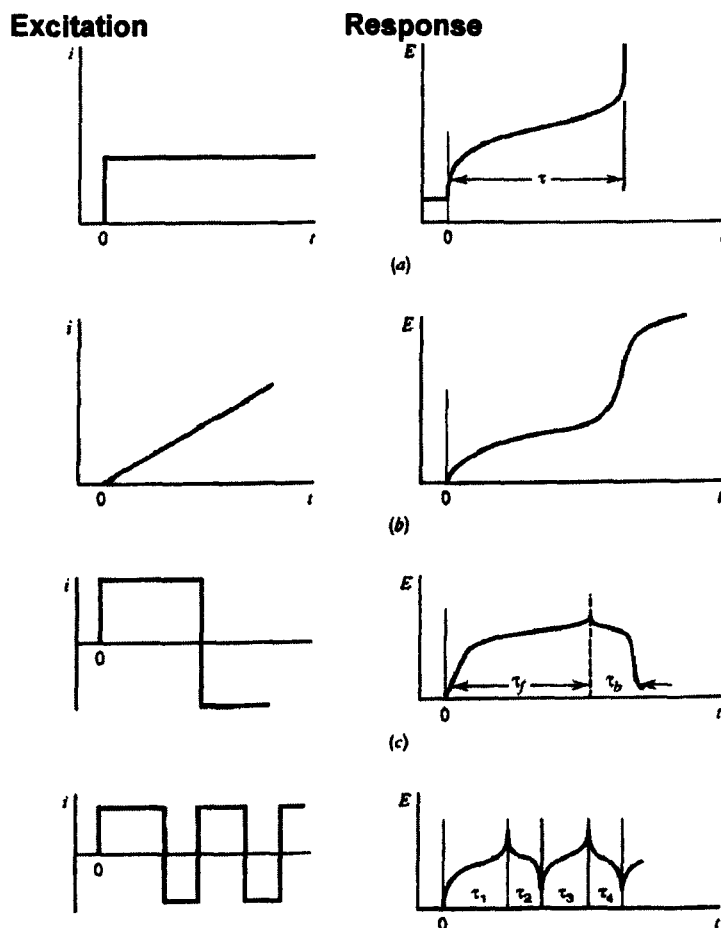 Excitation Response
i E
τ
0 t 0 t
(a)
i E
0 t 0 t
(b)
i E
0 τf τb
0 t
(c)
i E
0 τ1 τ2 τ3 τ4
0 t